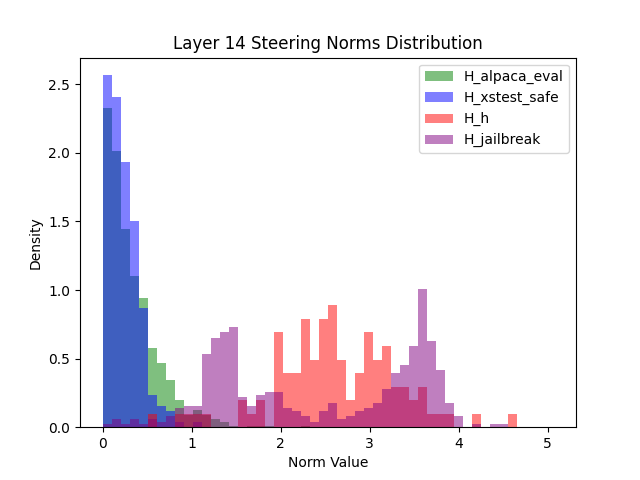 Layer 14 Steering Norms Distribution
H_alpaca_eval
H_xstest_safe
H_h
H_jailbreak
Density
2.5
2.0
1.5
1.0
0.5
0.0
0 1 2 3 4 5
Norm Value